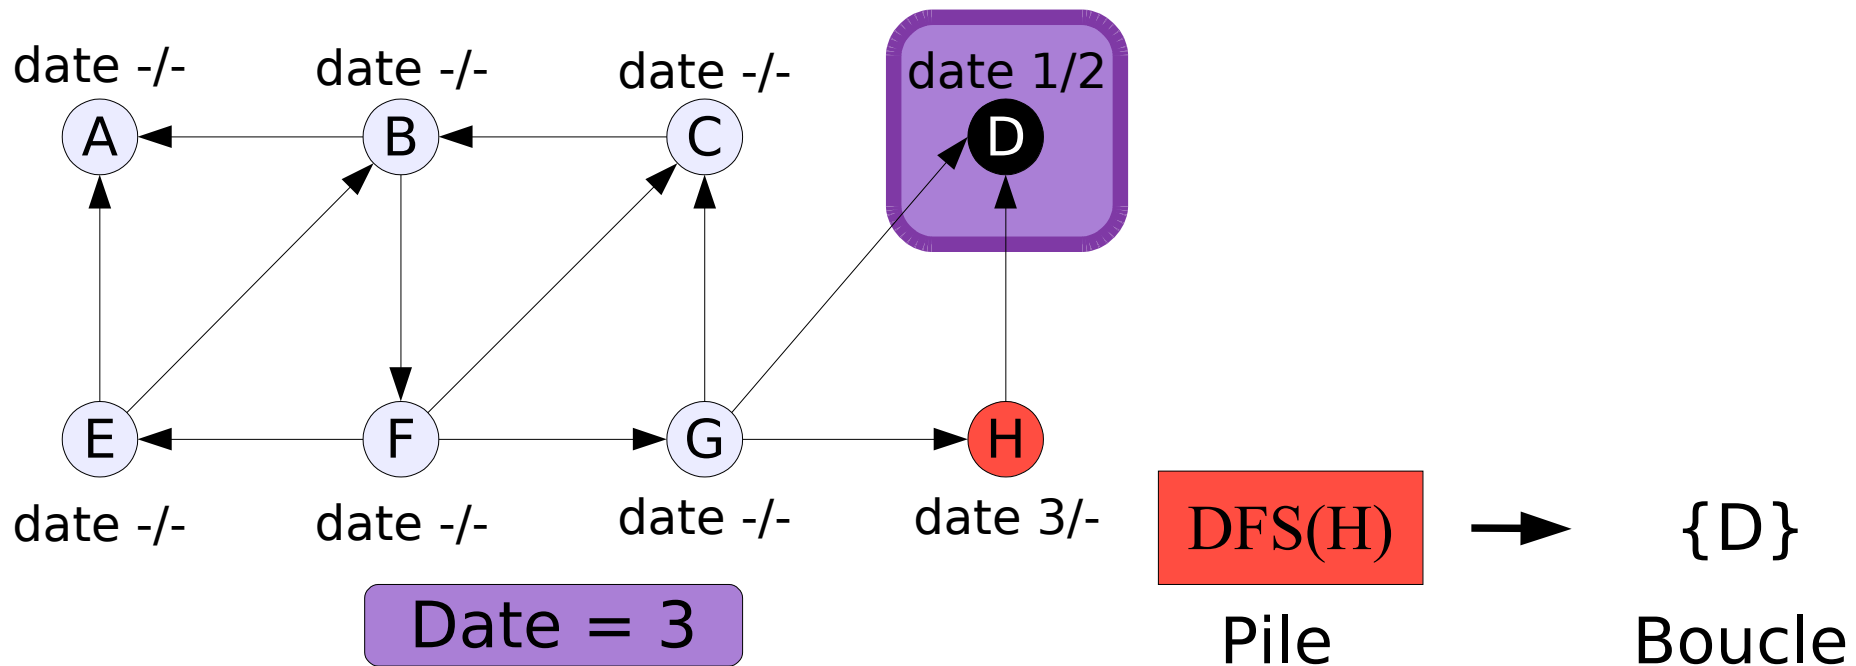 date -/-
date -/-
date -/-
date 1/2
A
B
C
D
E
F
G
H
date -/-
date -/-
date -/-
date 3/-
DFS(H)
{D}
Date = 3
Pile
Boucle